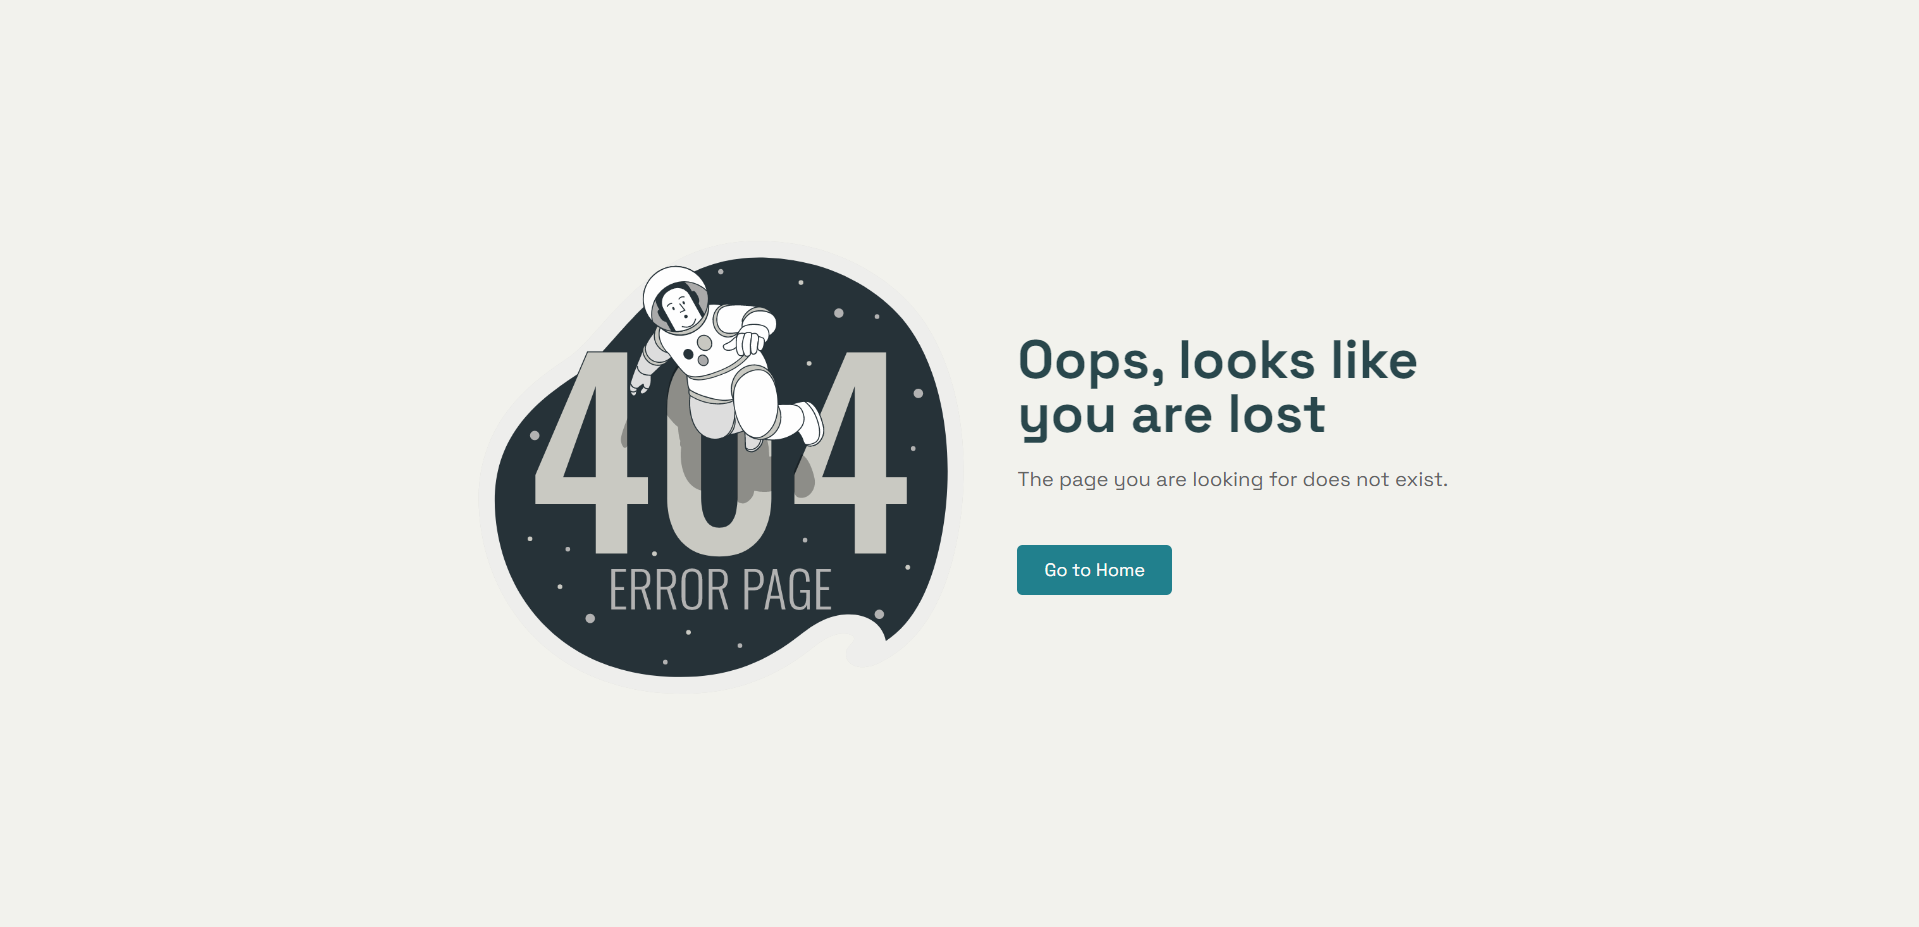 404
ERROR PAGE
Oops, looks like
you are lost
The page you are looking for does not exist.
Go to Home